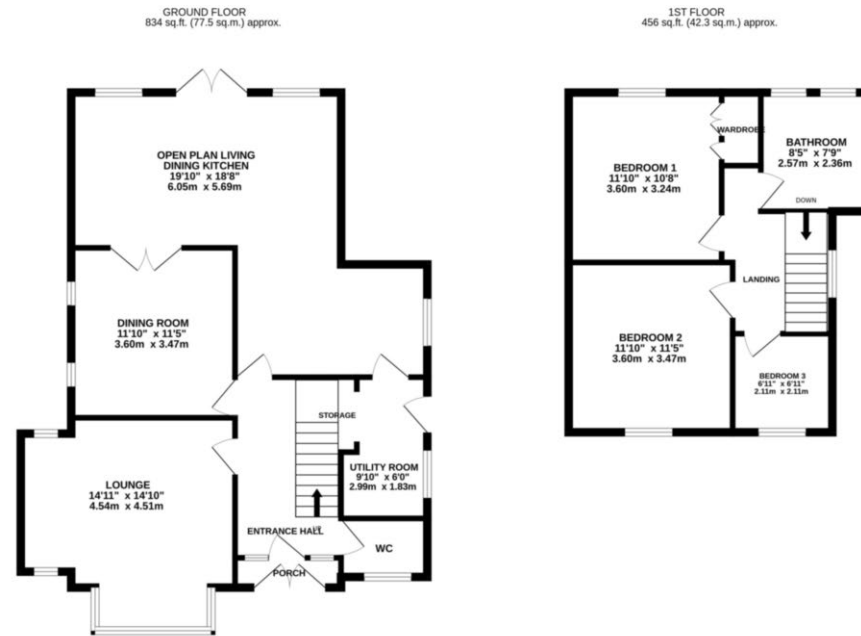 GROUND FLOOR
834 sq.ft. (77.5 sq.m.) approx.
1ST FLOOR
456 sq.ft. (42.3 sq.m.) approx.
OPEN PLAN LIVING
DINING KITCHEN
19'10" x 18'8"
6.05m x 5.69m
DINING ROOM
11'10" x 11'5"
3.60m x 3.47m
STORAGE
LOUNGE
14'11" x 14'10"
4.54m x 4.51m
UTILITY ROOM
9'10" x 6'0"
2.99m x 1.83m
UP
ENTRANCE HALL
WC
PORCH
WARDROBE
BEDROOM 1
11'10" x 10'8"
3.60m x 3.24m
BATHROOM
8'5" x 7'9"
2.57m x 2.36m
DOWN
LANDING
BEDROOM 2
11'10" x 11'5"
3.60m x 3.47m
BEDROOM 3
6'11" x 6'11"
2.11m x 2.11m